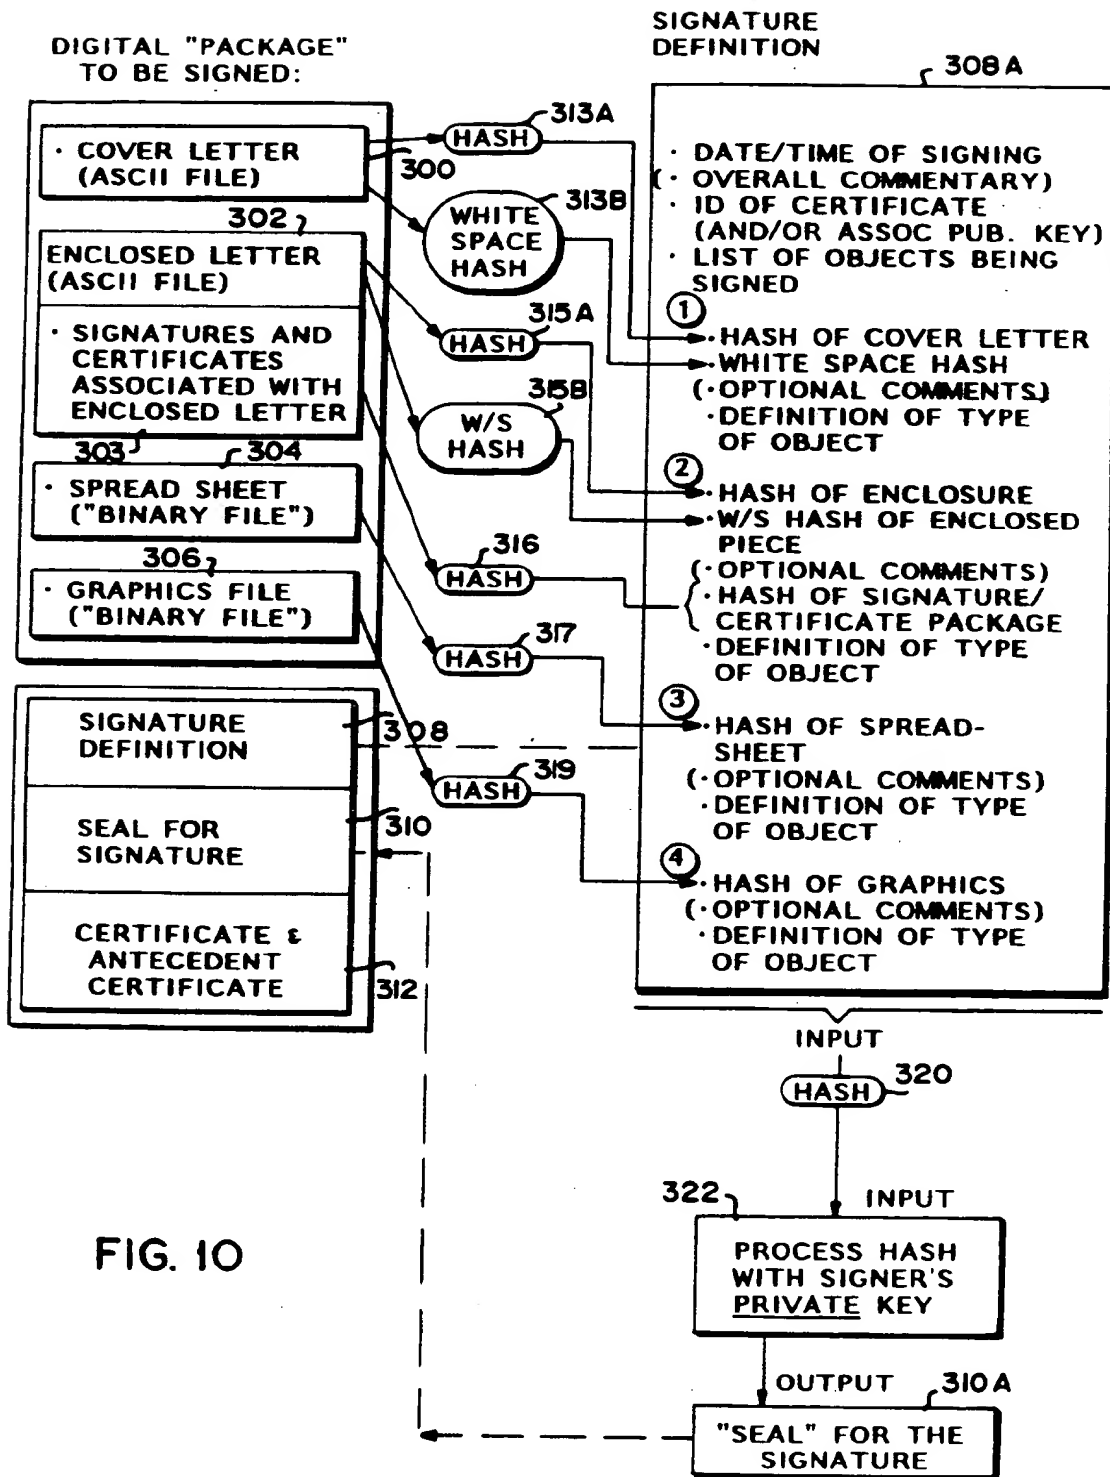 DIGITAL "PACKAGE"
TO BE SIGNED:
· COVER LETTER
(ASCII FILE)
300
302
ENCLOSED LETTER
(ASCII FILE)
· SIGNATURES AND
CERTIFICATES
ASSOCIATED WITH
ENCLOSED LETTER
303
304
· SPREAD SHEET
("BINARY FILE")
306
· GRAPHICS FILE
("BINARY FILE")
SIGNATURE
DEFINITION
308
SEAL FOR
SIGNATURE
310
CERTIFICATE &
ANTECEDENT
CERTIFICATE
312
HASH
313A
WHITE
SPACE
HASH
313B
HASH
315A
W/S
HASH
315B
HASH
316
HASH
317
HASH
319
SIGNATURE
DEFINITION
308A
· DATE/TIME OF SIGNING
(· OVERALL COMMENTARY)
· ID OF CERTIFICATE
(AND/OR ASSOC PUB. KEY)
· LIST OF OBJECTS BEING
SIGNED
1
· HASH OF COVER LETTER
· WHITE SPACE HASH
(· OPTIONAL COMMENTS)
· DEFINITION OF TYPE
OF OBJECT
2
· HASH OF ENCLOSURE
· W/S HASH OF ENCLOSED
PIECE
(· OPTIONAL COMMENTS)
· HASH OF SIGNATURE/
CERTIFICATE PACKAGE
· DEFINITION OF TYPE
OF OBJECT
3
· HASH OF SPREAD-
SHEET
(· OPTIONAL COMMENTS)
· DEFINITION OF TYPE
OF OBJECT
4
· HASH OF GRAPHICS
(· OPTIONAL COMMENTS)
· DEFINITION OF TYPE
OF OBJECT
INPUT
HASH
320
322
INPUT
PROCESS HASH
WITH SIGNER'S
PRIVATE KEY
OUTPUT
310A
"SEAL" FOR THE
SIGNATURE
FIG. 10